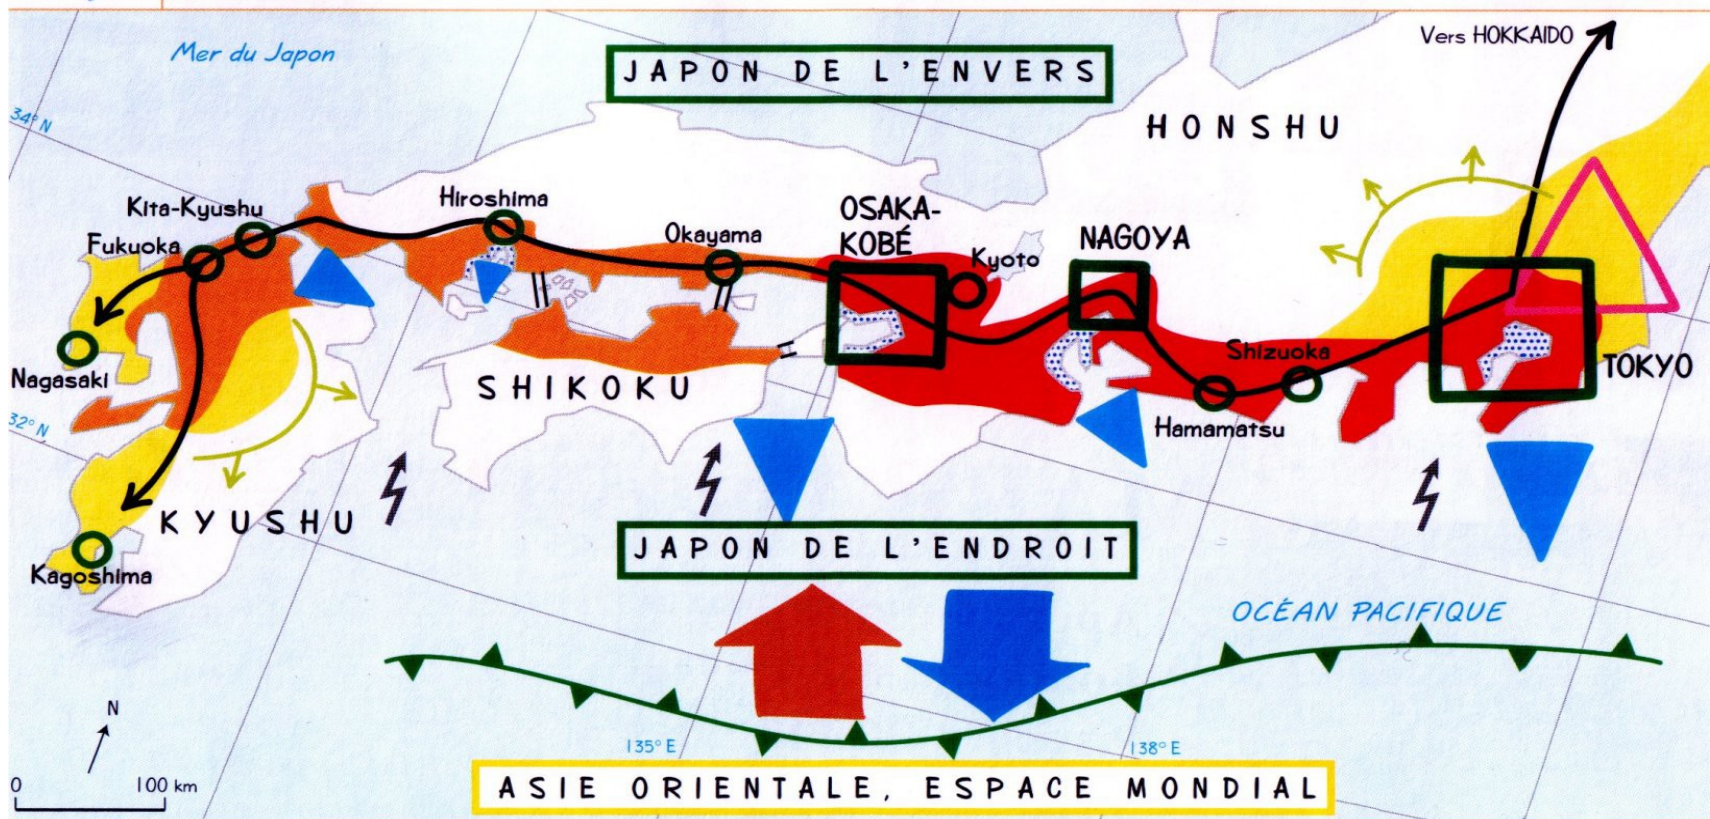 Mer du Japon
JAPON DE L'ENVERS
Vers HOKKAIDO
34° N
HONSHU
Kita-Kyushu
Hiroshima
OSAKA-
KOBÉ
Fukuoka
Okayama
Kyoto
NAGOYA
Nagasaki
SHIKOKU
Shizuoka
TOKYO
32° N
Hamamatsu
KYUSHU
JAPON DE L'ENDROIT
Kagoshima
OCÉAN PACIFIQUE
N
135° E
138° E
0 100 km
ASIE ORIENTALE, ESPACE MONDIAL